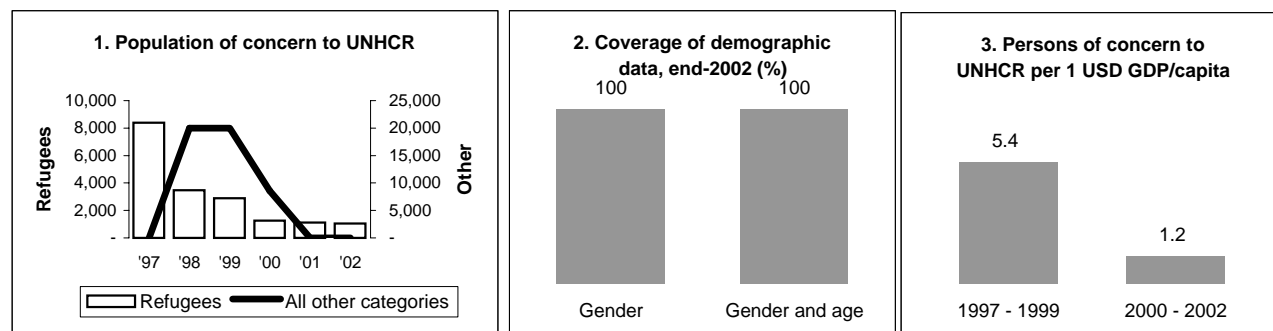 1. Population of concern to UNHCR
10,000
8,000
6,000
4,000
2,000
-
Refugees
25,000
20,000
15,000
10,000
5,000
-
Other
'97 '98 '99 '00 '01 '02
Refugees All other categories
2. Coverage of demographic
data, end-2002 (%)
100 100
Gender Gender and age
3. Persons of concern to
UNHCR per 1 USD GDP/capita
5.4
1.2
1997 - 1999 2000 - 2002